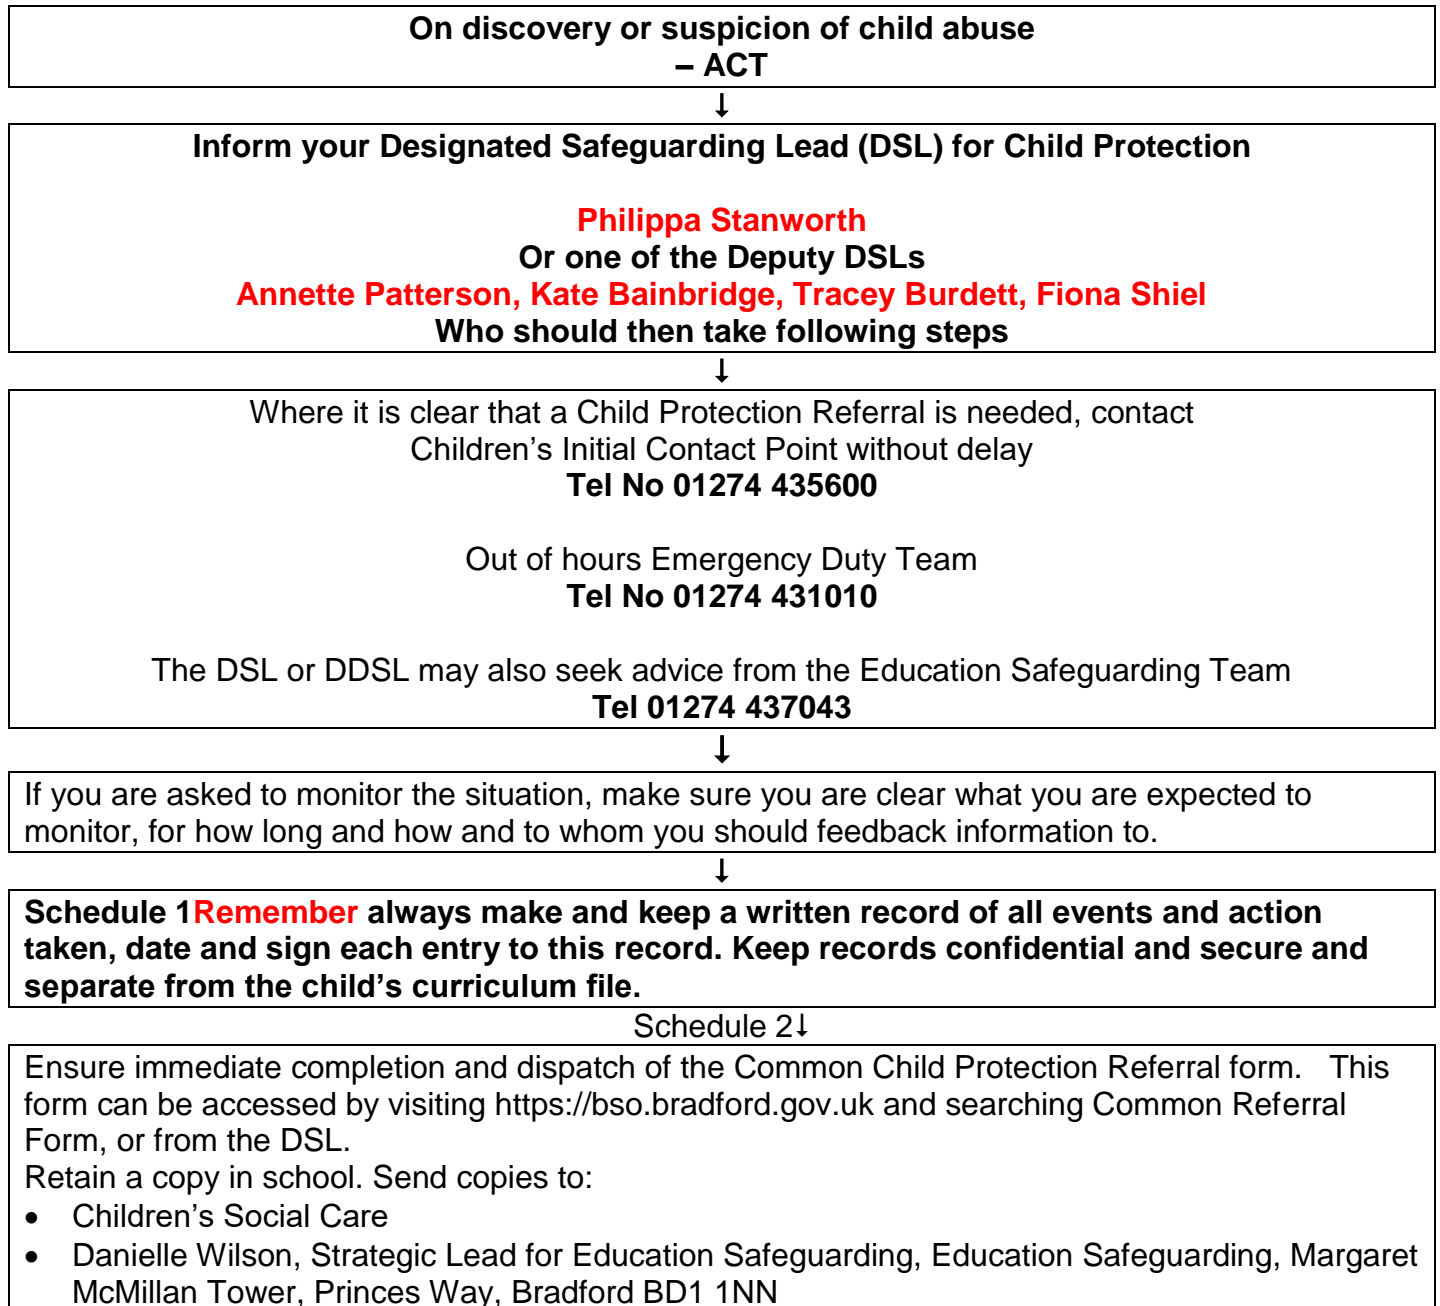 On discovery or suspicion of child abuse
– ACT
↓
Inform your Designated Safeguarding Lead (DSL) for Child Protection
Philippa Stanworth
Or one of the Deputy DSLs
Annette Patterson, Kate Bainbridge, Tracey Burdett, Fiona Shiel
Who should then take following steps
↓
Where it is clear that a Child Protection Referral is needed, contact
Children's Initial Contact Point without delay
Tel No 01274 435600
Out of hours Emergency Duty Team
Tel No 01274 431010
The DSL or DDSL may also seek advice from the Education Safeguarding Team
Tel 01274 437043
↓
If you are asked to monitor the situation, make sure you are clear what you are expected to
monitor, for how long and how and to whom you should feedback information to.
↓
Schedule 1Remember always make and keep a written record of all events and action
taken, date and sign each entry to this record. Keep records confidential and secure and
separate from the child's curriculum file.
Schedule 2↓
Ensure immediate completion and dispatch of the Common Child Protection Referral form. This
form can be accessed by visiting https://bso.bradford.gov.uk and searching Common Referral
Form, or from the DSL.
Retain a copy in school. Send copies to:
• Children's Social Care
• Danielle Wilson, Strategic Lead for Education Safeguarding, Education Safeguarding, Margaret
McMillan Tower, Princes Way, Bradford BD1 1NN